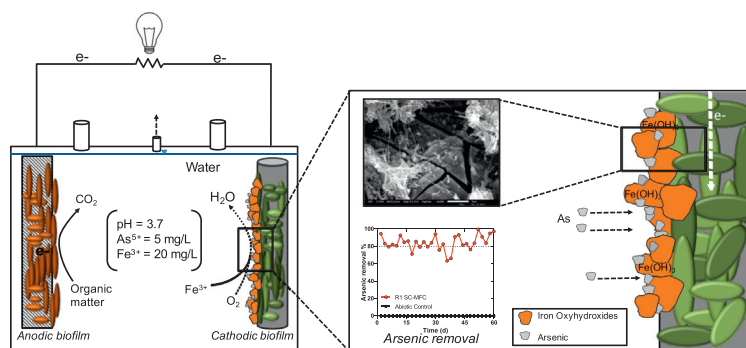 e-
e-
Water
CO₂
H₂O
pH = 3.7
As⁵⁺ = 5 mg/L
Fe³⁺ = 20 mg/L
e-
Organic
matter
Fe³⁺
O₂
Anodic biofilm
Cathodic biofilm
Arsenic removal %
100
80
60
40
20
0
R1 SC-MFC
Abiotic Control
0
15
30
45
60
Time (d)
Arsenic removal
Fe(OH)₃
e-
Fe(OH)₃
As
Fe(OH)₃
Iron Oxyhydroxides
Arsenic